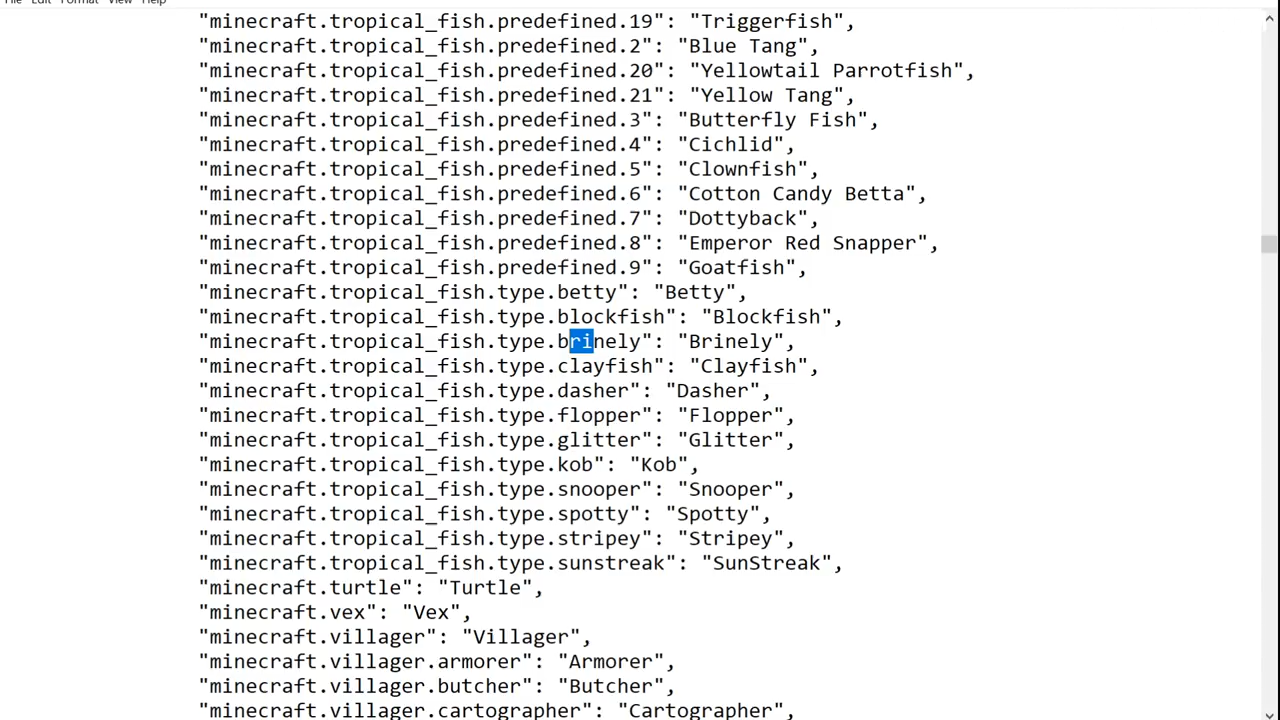 File Edit Format View Help
"minecraft.tropical_fish.predefined.19": "Triggerfish",
"minecraft.tropical_fish.predefined.2": "Blue Tang",
"minecraft.tropical_fish.predefined.20": "Yellowtail Parrotfish",
"minecraft.tropical_fish.predefined.21": "Yellow Tang",
"minecraft.tropical_fish.predefined.3": "Butterfly Fish",
"minecraft.tropical_fish.predefined.4": "Cichlid",
"minecraft.tropical_fish.predefined.5": "Clownfish",
"minecraft.tropical_fish.predefined.6": "Cotton Candy Betta",
"minecraft.tropical_fish.predefined.7": "Dottyback",
"minecraft.tropical_fish.predefined.8": "Emperor Red Snapper",
"minecraft.tropical_fish.predefined.9": "Goatfish",
"minecraft.tropical_fish.type.betty": "Betty",
"minecraft.tropical_fish.type.blockfish": "Blockfish",
"minecraft.tropical_fish.type.brinely": "Brinely",
"minecraft.tropical_fish.type.clayfish": "Clayfish",
"minecraft.tropical_fish.type.dasher": "Dasher",
"minecraft.tropical_fish.type.flopper": "Flopper",
"minecraft.tropical_fish.type.glitter": "Glitter",
"minecraft.tropical_fish.type.kob": "Kob",
"minecraft.tropical_fish.type.snooper": "Snooper",
"minecraft.tropical_fish.type.spotty": "Spotty",
"minecraft.tropical_fish.type.stripey": "Stripey",
"minecraft.tropical_fish.type.sunstreak": "SunStreak",
"minecraft.turtle": "Turtle",
"minecraft.vex": "Vex",
"minecraft.villager": "Villager",
"minecraft.villager.armorer": "Armorer",
"minecraft.villager.butcher": "Butcher",
"minecraft.villager.cartographer": "Cartographer",